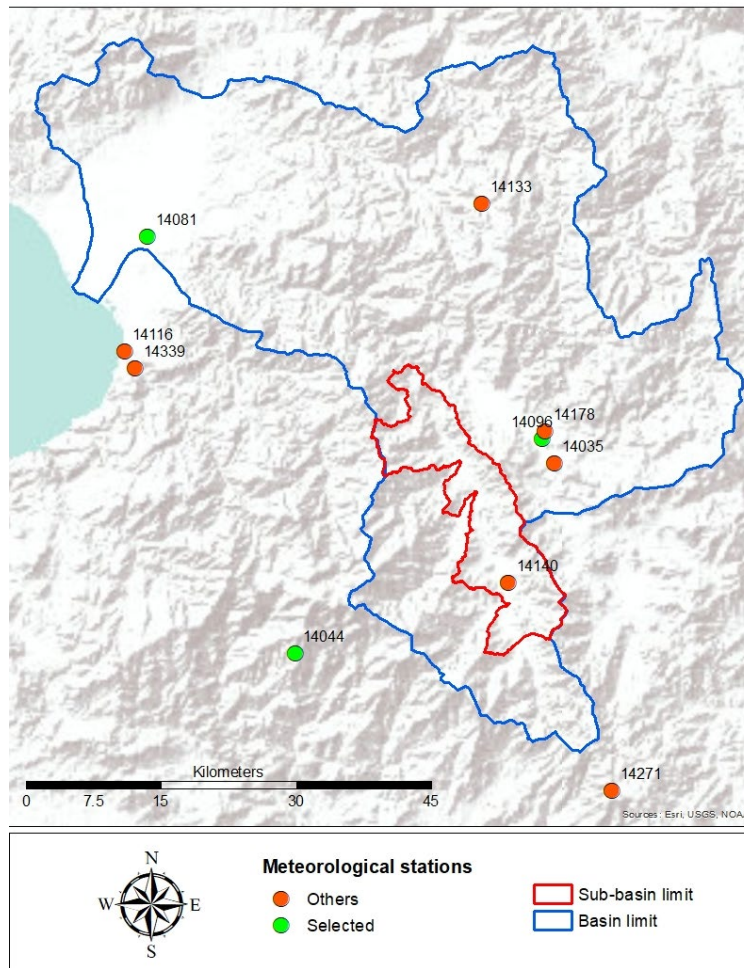 14133
14081
14116
14339
14178
14096
14035
14140
14044
14271
Kilometers
0 7.5 15 30 45
Sources: Esri, USGS, NOA
Meteorological stations
Others
Selected
Sub-basin limit
Basin limit
N
W E
S